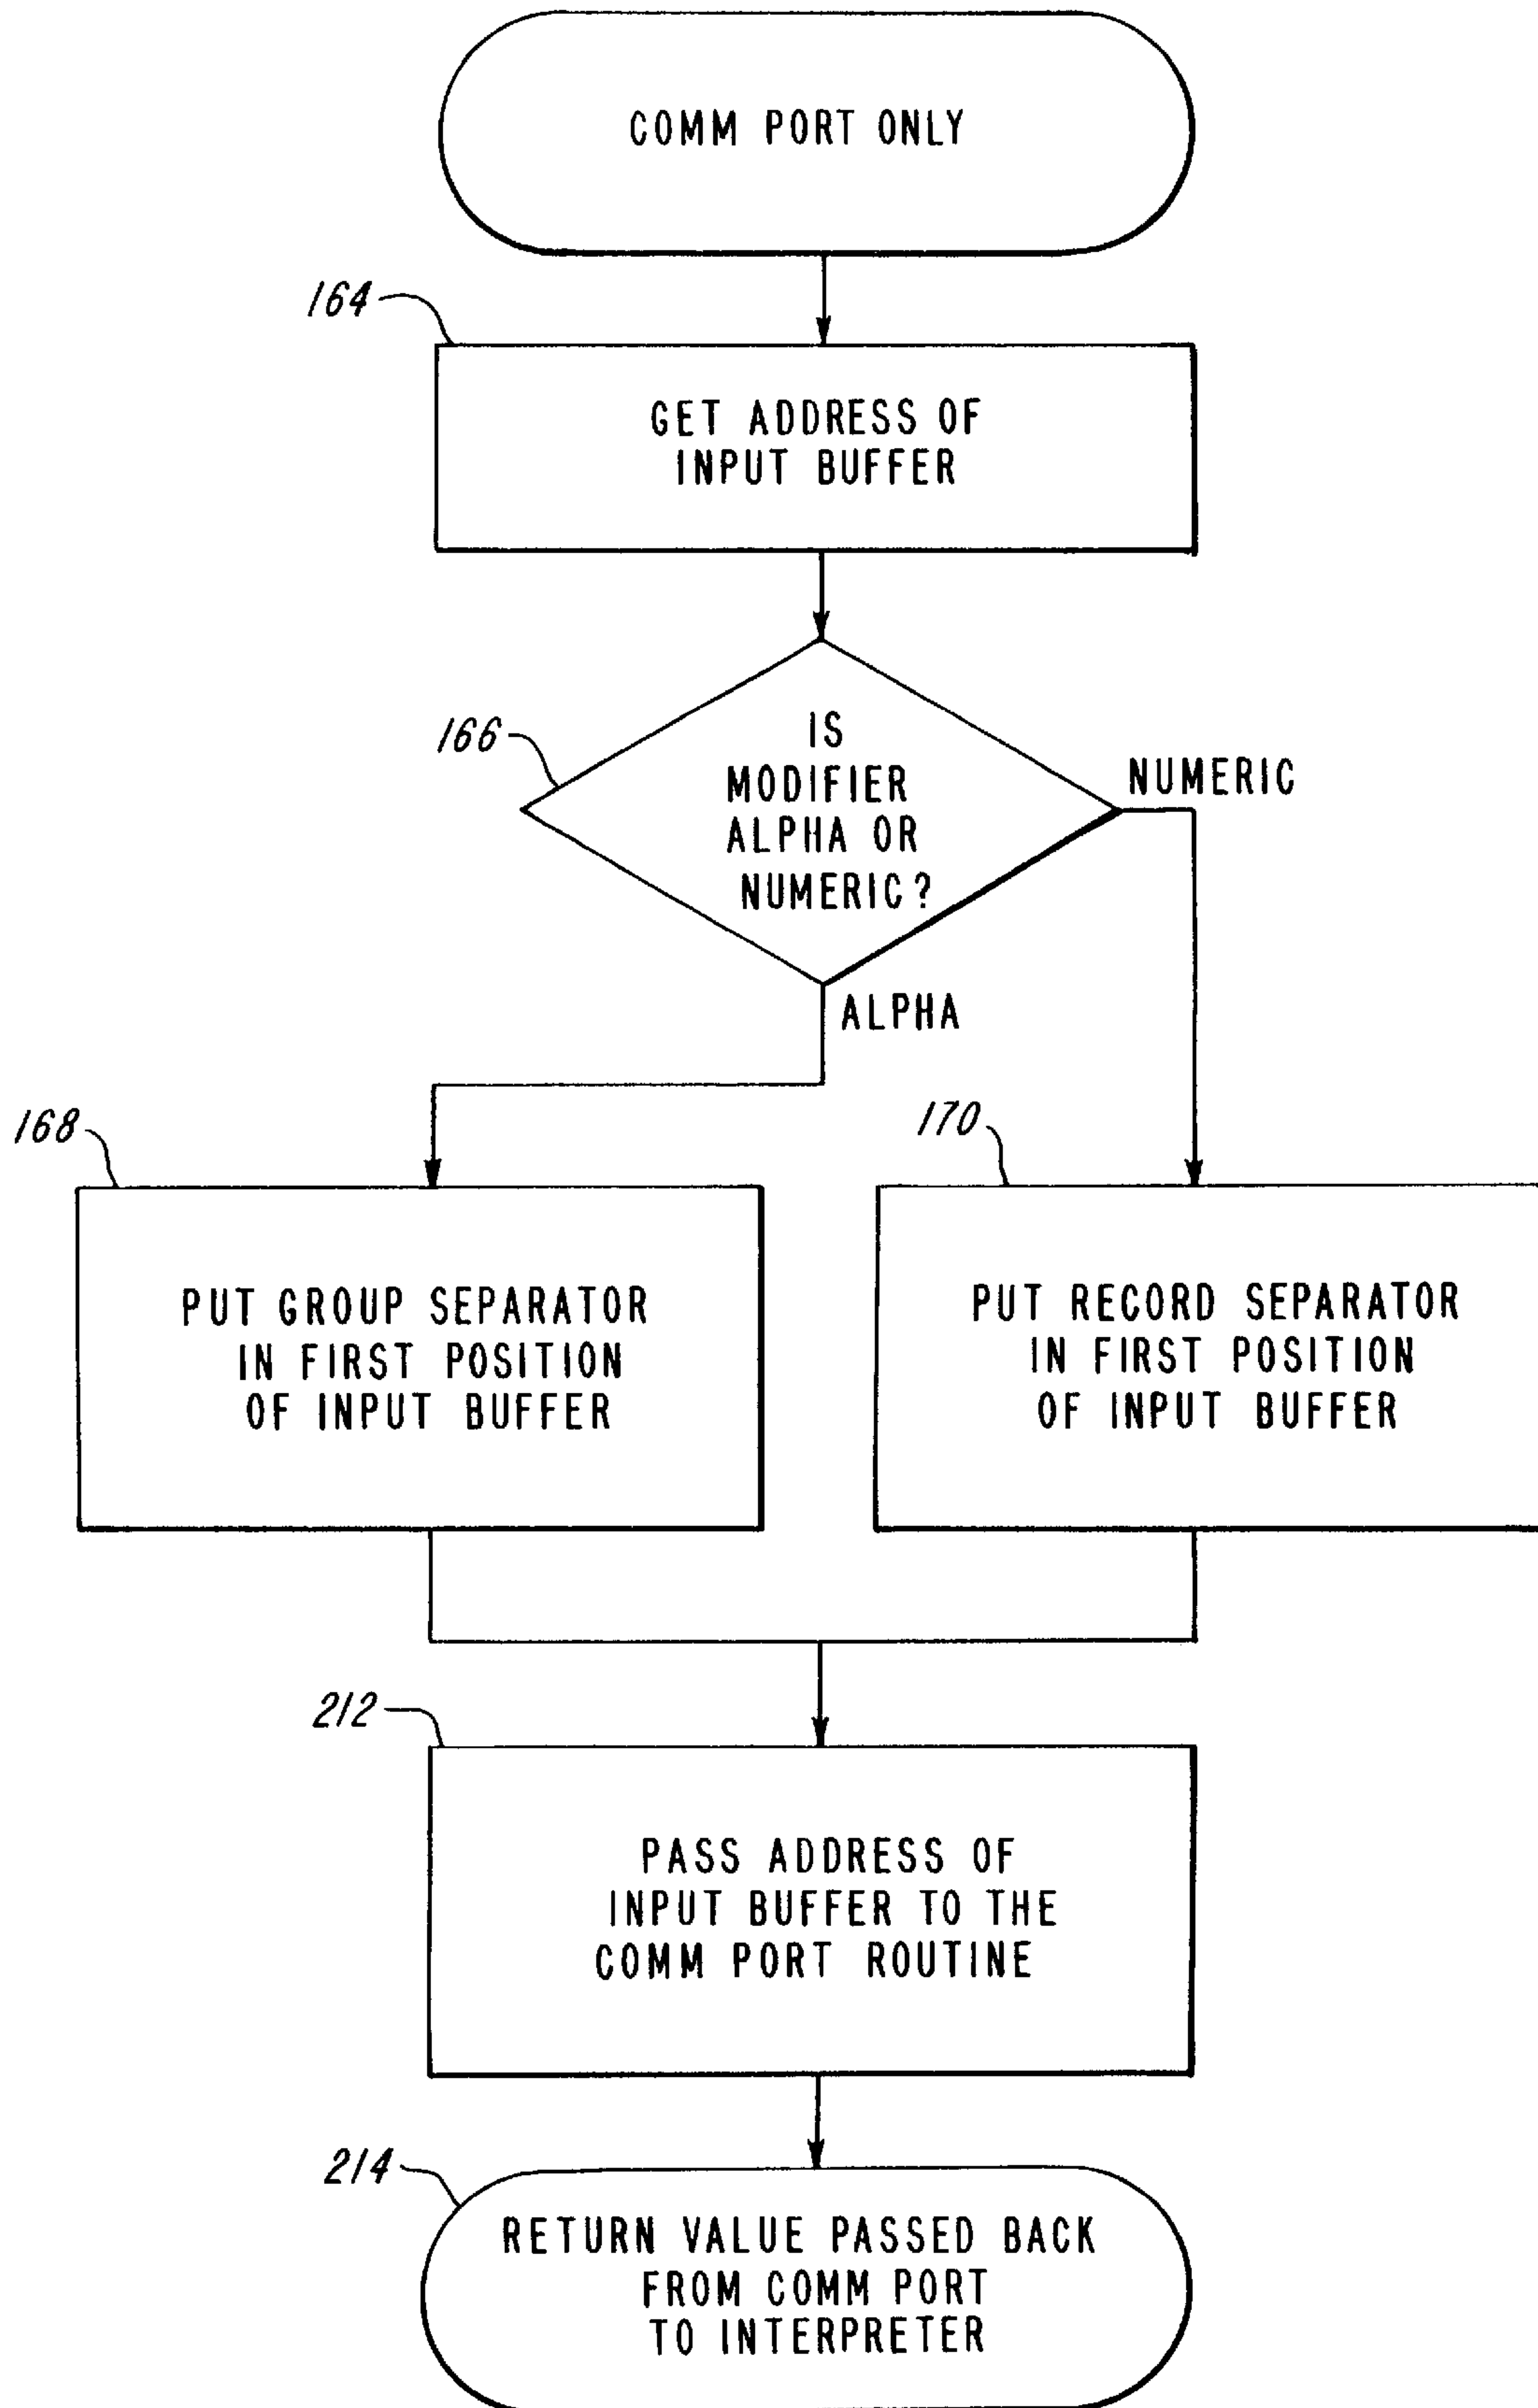 COMM PORT ONLY
164
GET ADDRESS OF
INPUT BUFFER
166
IS
MODIFIER
ALPHA OR
NUMERIC?
NUMERIC
ALPHA
168
PUT GROUP SEPARATOR
IN FIRST POSITION
OF INPUT BUFFER
170
PUT RECORD SEPARATOR
IN FIRST POSITION
OF INPUT BUFFER
212
PASS ADDRESS OF
INPUT BUFFER TO THE
COMM PORT ROUTINE
214
RETURN VALUE PASSED BACK
FROM COMM PORT
TO INTERPRETER